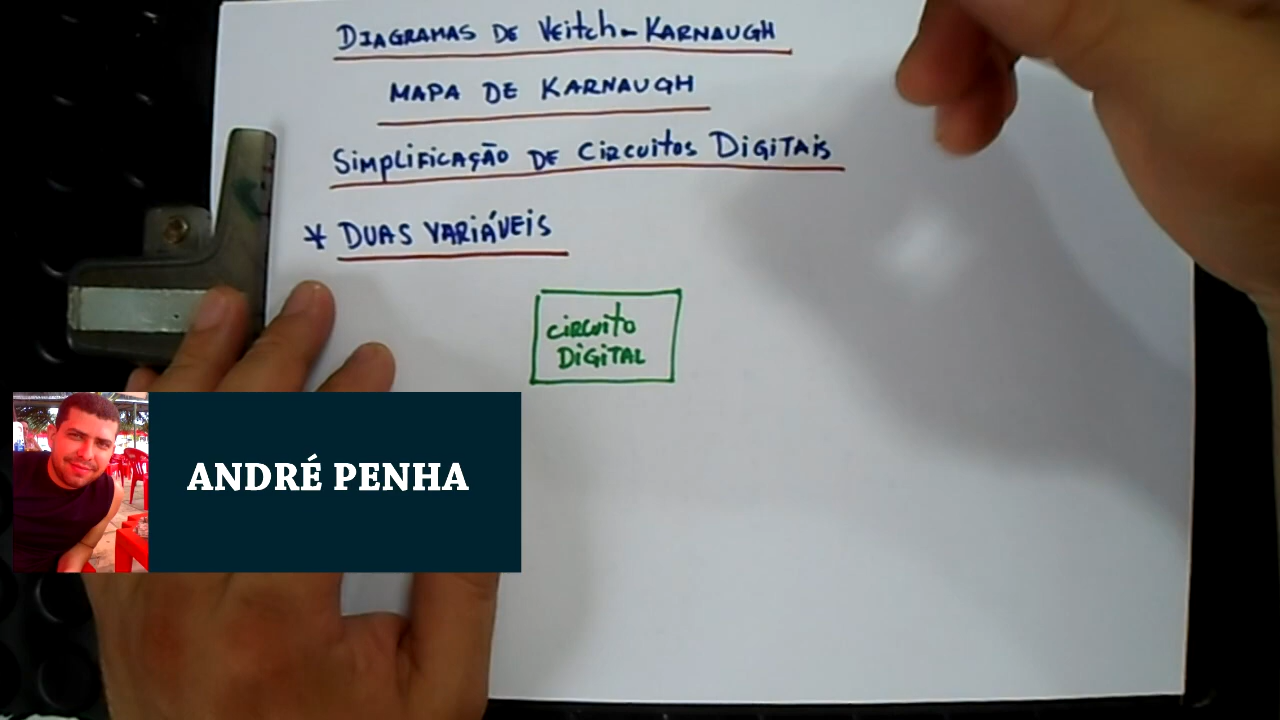 DIAGRAMAS DE Veitch-KARNAUGH
MAPA DE KARNAUGH
SimpliFicAção DE CircuitOs DIGITAis
* DUAS VARIÁVEIS
circuito
DiGiTAL
ANDRÉ PENHA